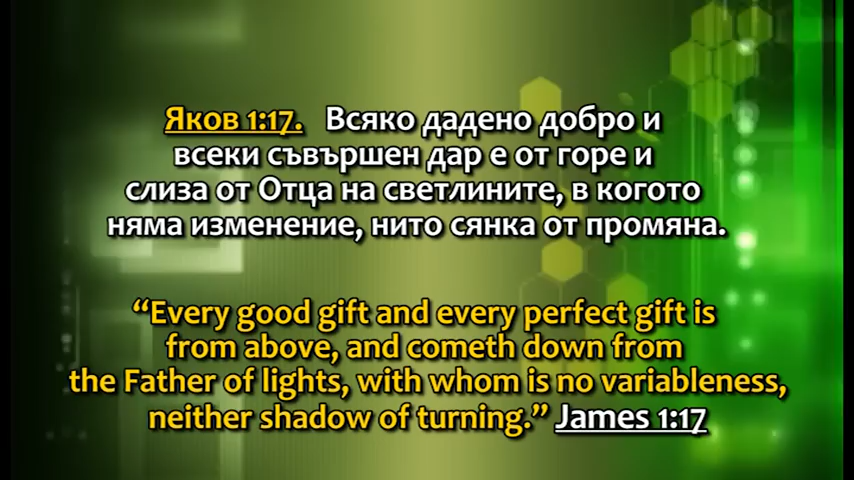 Яков 1:17. Всяко дадено добро и
всеки съвършен дар е от горе и
слиза от Отца на светлините, в когото
няма изменение, нито сянка от промяна.
“Every good gift and every perfect gift is
from above, and cometh down from
the Father of lights, with whom is no variableness,
neither shadow of turning.” James 1:17